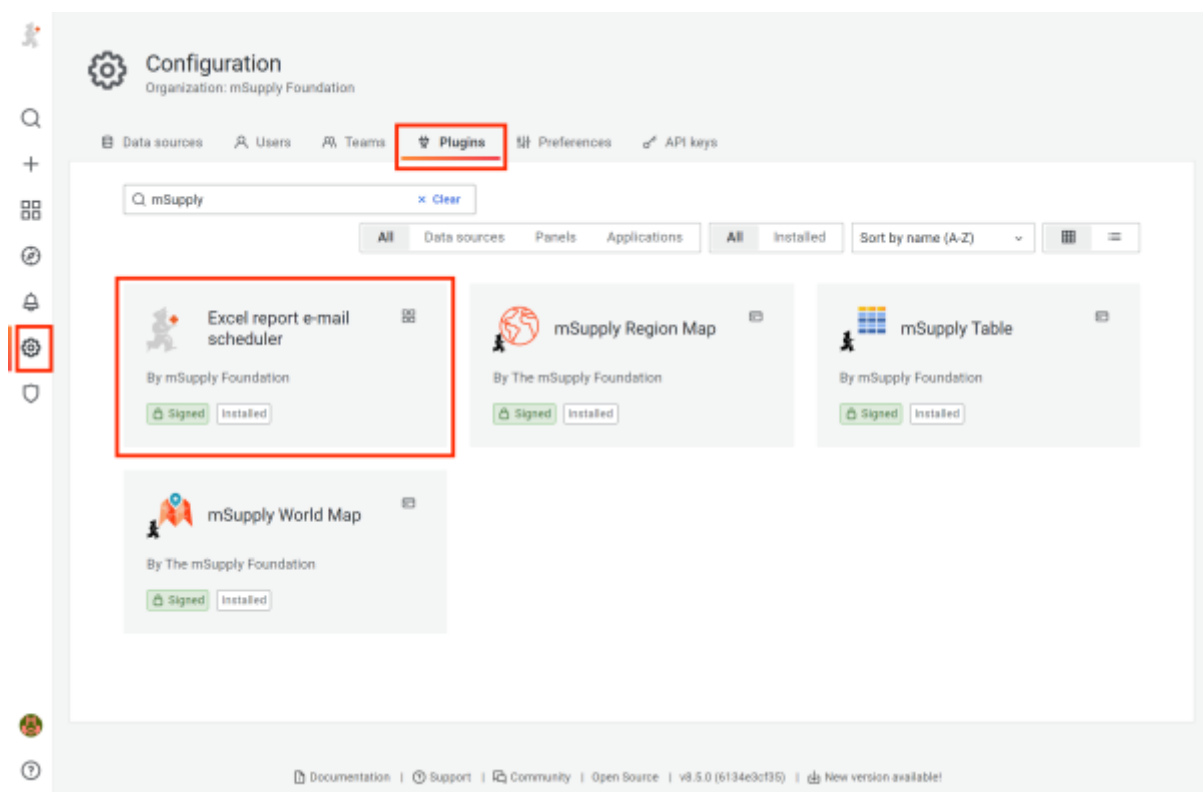 Configuration
Organization: mSupply Foundation
Data sources Users Teams Plugins Preferences API keys
mSupply × Clear
All Data sources Panels Applications All Installed Sort by name (A-Z)
Excel report e-mail scheduler
By mSupply Foundation
Signed Installed
mSupply Region Map
By The mSupply Foundation
Signed Installed
mSupply Table
By mSupply Foundation
Signed Installed
mSupply World Map
By The mSupply Foundation
Signed Installed
Documentation | Support | Community | Open Source | v8.5.0 (6134e3cf35) | New version available!